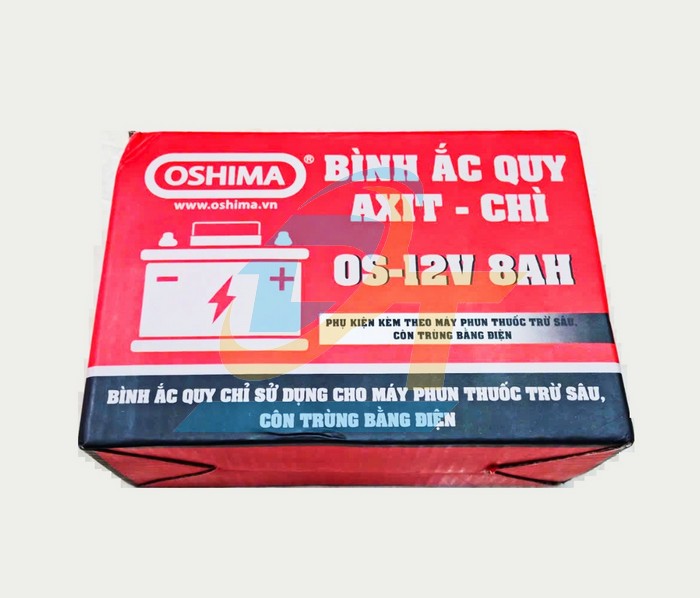 OSHIMA®
www.oshima.vn
BÌNH ẮC QUY
AXIT - CHÌ
OS-12V 8AH
PHỤ KIỆN KÈM THEO MÁY PHUN THUỐC TRỪ SÂU,
CÔN TRÙNG BẰNG ĐIỆN
BÌNH ẮC QUY CHỈ SỬ DỤNG CHO MÁY PHUN THUỐC TRỪ SÂU,
CÔN TRÙNG BẰNG ĐIỆN